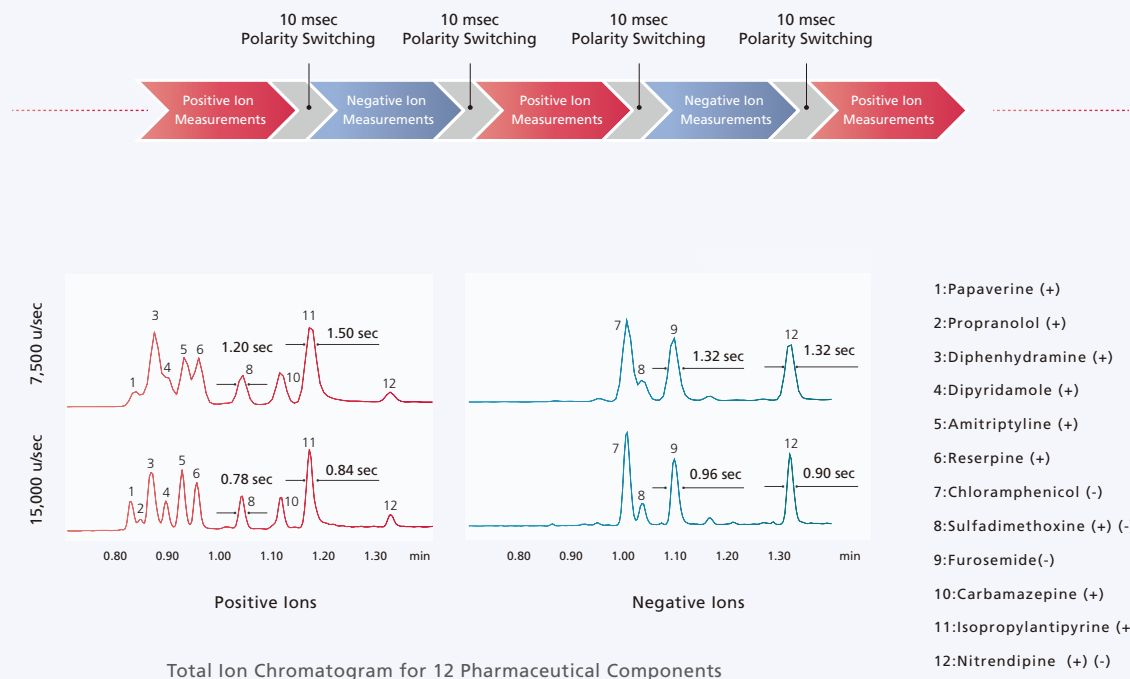 10 msec
Polarity Switching
10 msec
Polarity Switching
10 msec
Polarity Switching
10 msec
Polarity Switching
Positive Ion
Measurements
Negative Ion
Measurements
Positive Ion
Measurements
Negative Ion
Measurements
Positive Ion
Measurements
7,500 u/sec
1
3
4
5
6
1.20 sec
8
10
11
1.50 sec
12
7
8
9
1.32 sec
12
1.32 sec
15,000 u/sec
1
2
3
4
5
6
0.78 sec
8
10
11
0.84 sec
12
7
8
9
0.96 sec
12
0.90 sec
0.80 0.90 1.00 1.10 1.20 1.30 min
0.80 0.90 1.00 1.10 1.20 1.30 min
Positive Ions
Negative Ions
1:Papaverine (+)
2:Propranolol (+)
3:Diphenhydramine (+)
4:Dipyridamole (+)
5:Amitriptyline (+)
6:Reserpine (+)
7:Chloramphenicol (-)
8:Sulfadimethoxine (+) (-
9:Furosemide(-)
10:Carbamazepine (+)
11:Isopropylantipyrine (+
12:Nitrendipine (+) (-)
Total Ion Chromatogram for 12 Pharmaceutical Components